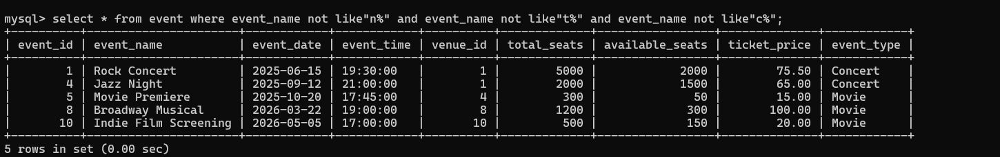 mysql> select * from event where event_name not like"n%" and event_name not like"t%" and event_name not like"c%";
+----------+-----------------------+------------+------------+----------+-------------+-----------------+--------------+------------+
| event_id | event_name            | event_date | event_time | venue_id | total_seats | available_seats | ticket_price | event_type |
+----------+-----------------------+------------+------------+----------+-------------+-----------------+--------------+------------+
|        1 | Rock Concert          | 2025-06-15 | 19:30:00   |        1 |        5000 |            2000 |        75.50 | Concert    |
|        4 | Jazz Night            | 2025-09-12 | 21:00:00   |        1 |        2000 |            1500 |        65.00 | Concert    |
|        5 | Movie Premiere        | 2025-10-20 | 17:45:00   |        4 |         300 |              50 |        15.00 | Movie      |
|        8 | Broadway Musical      | 2026-03-22 | 19:00:00   |        8 |        1200 |             300 |       100.00 | Movie      |
|       10 | Indie Film Screening | 2026-05-05 | 17:00:00   |       10 |         500 |             150 |        20.00 | Movie      |
+----------+-----------------------+------------+------------+----------+-------------+-----------------+--------------+------------+
5 rows in set (0.00 sec)